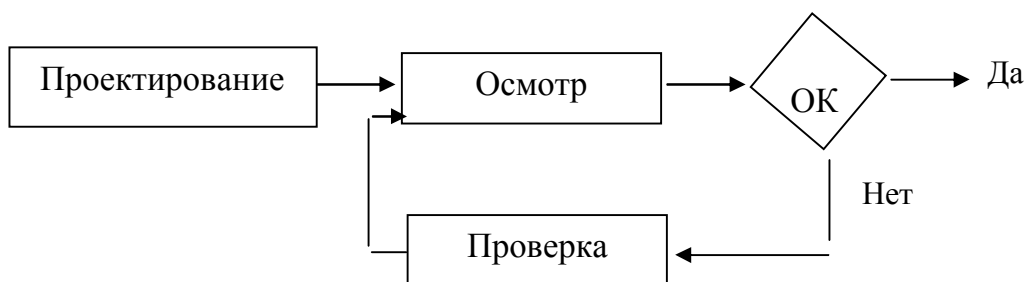 Проектирование
Осмотр
ОК
Да
Нет
Проверка